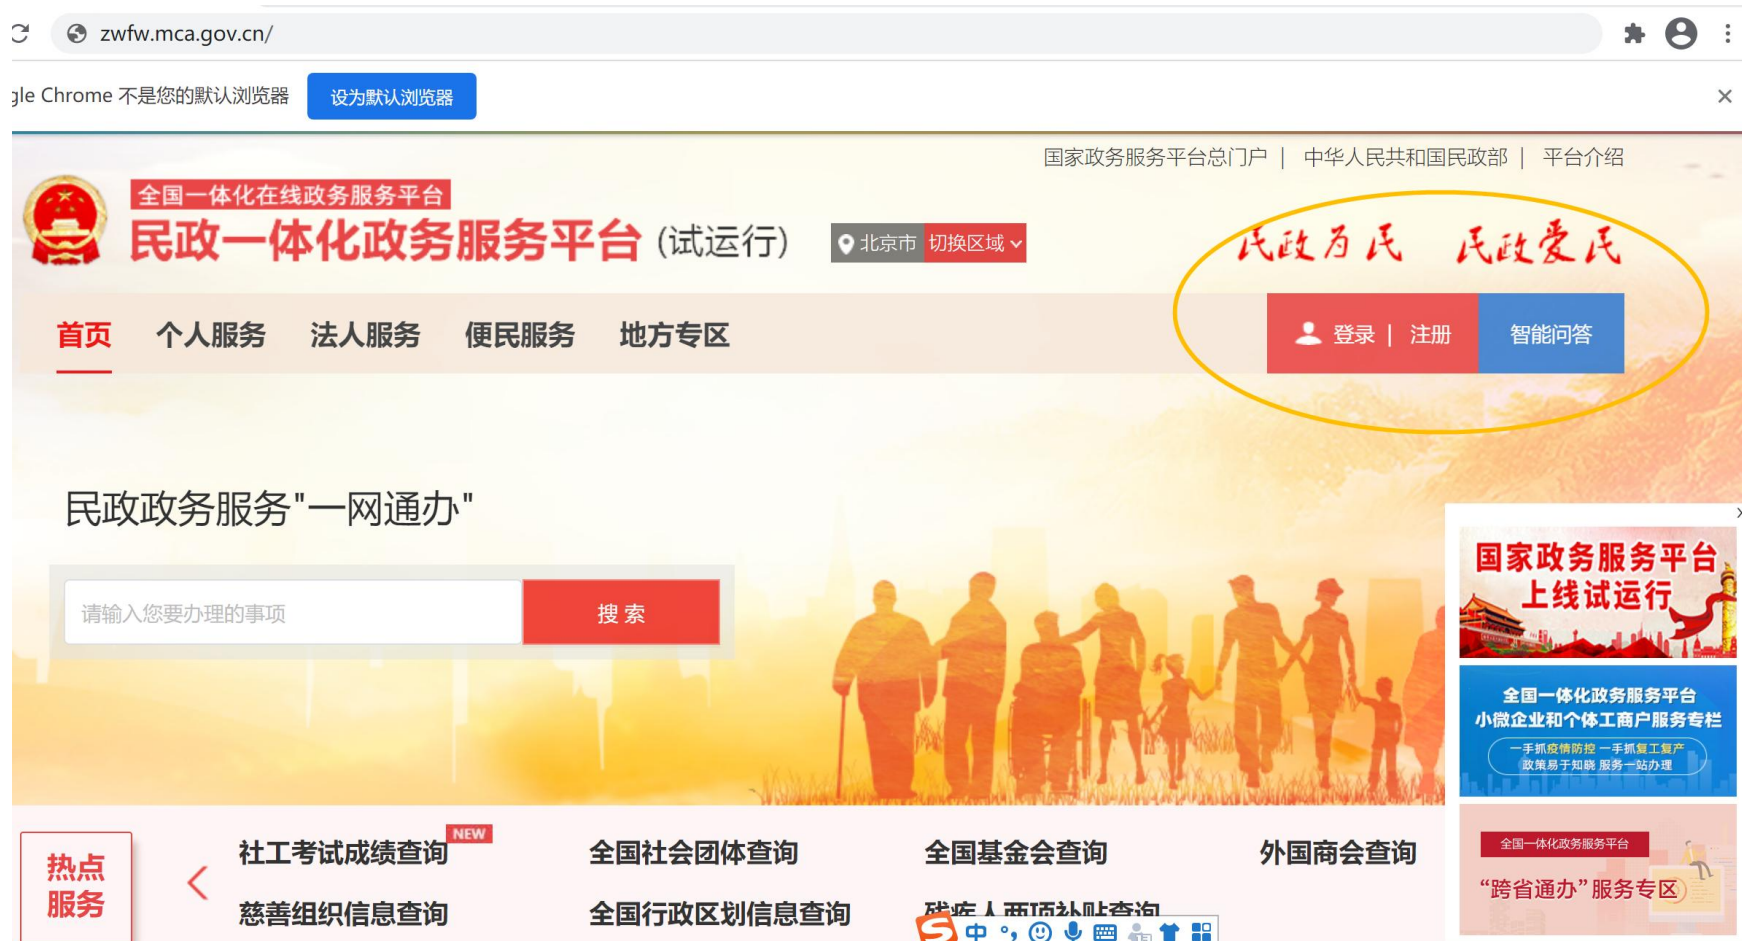 zwfw.mca.gov.cn/
gle Chrome 不是您的默认浏览器 设为默认浏览器
国家政务服务平台总门户 | 中华人民共和国民政部 | 平台介绍
全国一体化在线政务服务平台
民政一体化政务服务平台 (试运行) 北京市 切换区域
民政为民 民政爱民
首页 个人服务 法人服务 便民服务 地方专区 登录 | 注册 智能问答
民政政务服务"一网通办"
请输入您要办理的事项 搜索
国家政务服务平台
上线试运行
全国一体化政务服务平台
小微企业和个体工商户服务专栏
一手抓疫情防控 一手抓复工复产
政策易于知晓 服务一站办理
全国一体化政务服务平台
“跨省通办”服务专区
热点
服务
社工考试成绩查询 NEW 全国社会团体查询 全国基金会查询 外国商会查询
慈善组织信息查询 全国行政区划信息查询 残疾人两项补贴查询
中